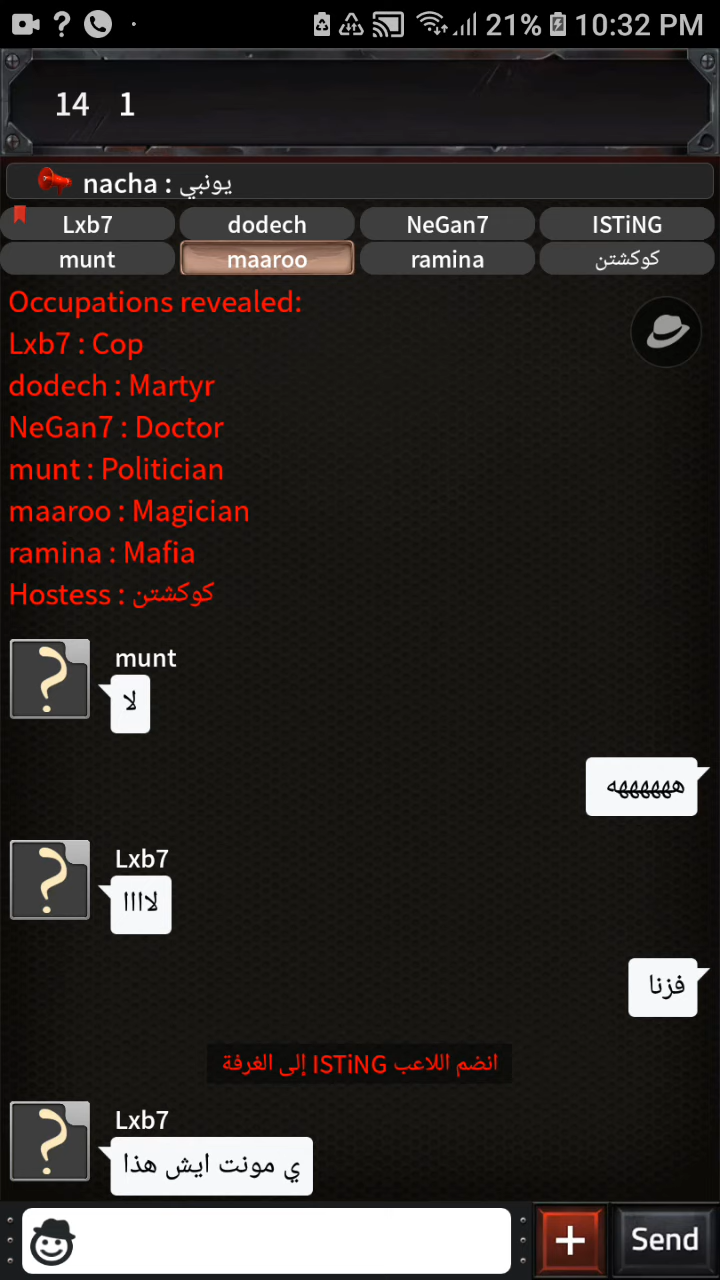 21% 10:32 PM
14 1
nacha : يونبي
Lxb7 dodech NeGan7 ISTiNG
munt maaroo ramina كوكشتن
Occupations revealed:
Lxb7 : Cop
dodech : Martyr
NeGan7 : Doctor
munt : Politician
maaroo : Magician
ramina : Mafia
Hostess : كوكشتن
munt
لا
ههههههه
Lxb7
لاااا
فزنا
انضم اللاعب ISTiNG إلى الغرفة
Lxb7
ي مونت ايش هذا
+ Send